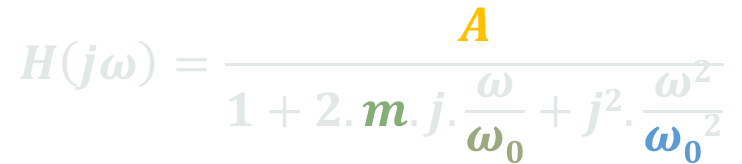 H(jω) = A / (1 + 2.m.j.ω/ω₀ + j².ω²/ω₀²)